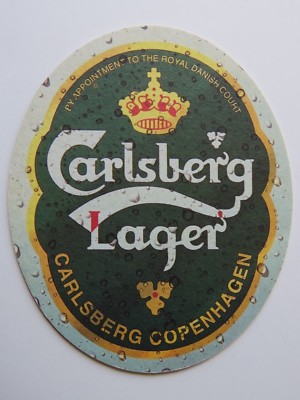 BY APPOINTMENT TO THE ROYAL DANISH COURT
Carlsberg
Lager
CARLSBERG COPENHAGEN